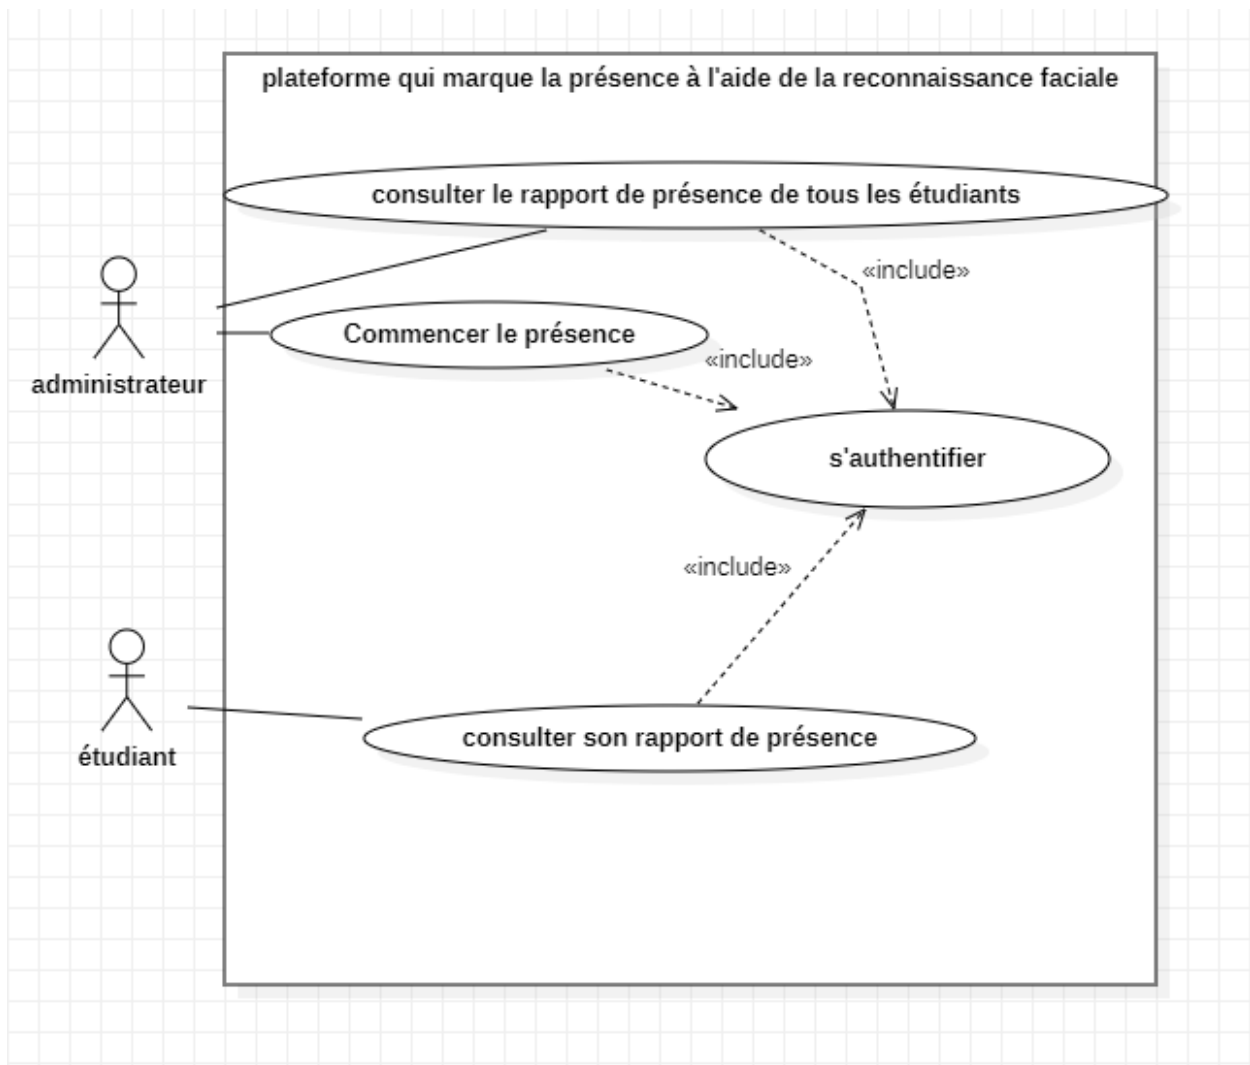 plateforme qui marque la présence à l'aide de la reconnaissance faciale
consulter le rapport de présence de tous les étudiants
«include»
Commencer le présence
«include»
administrateur
s'authentifier
«include»
étudiant
consulter son rapport de présence